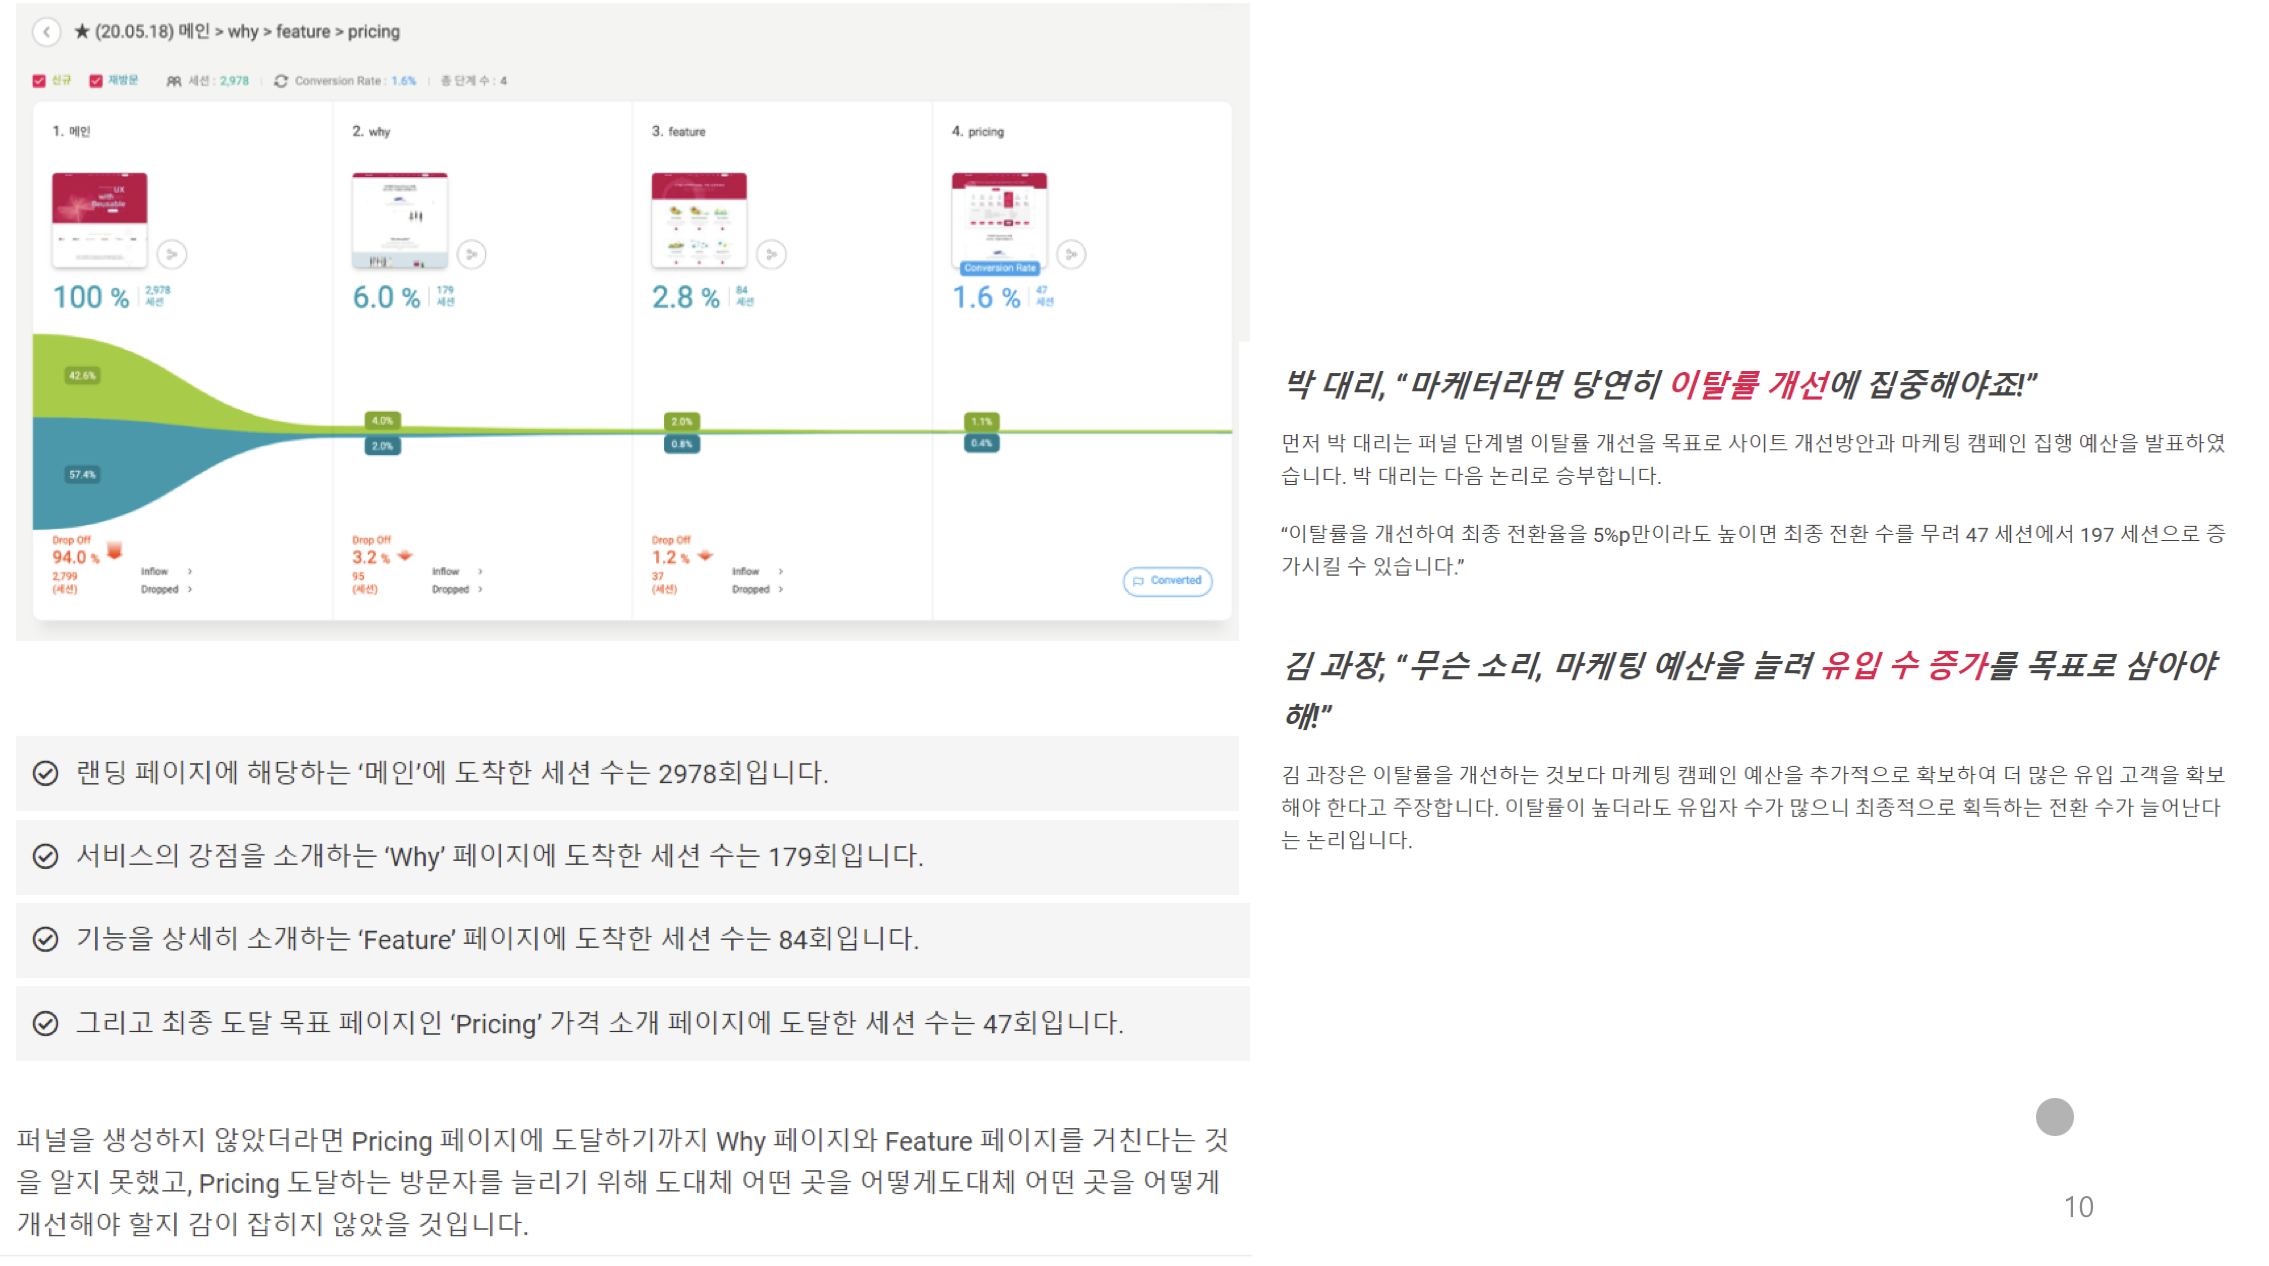 ★ (20.05.18) 메인 > why > feature > pricing
신규 재방문 세션 : 2,978 Conversion Rate : 1.6% 총 단계 수 : 4
1. 메인
2. why
3. feature
4. pricing
UX
with
Beusable
Conversion Rate
100 % 2,978 세션
6.0 % 179 세션
2.8 % 84 세션
1.6 % 47 세션
42.6%
57.4%
4.0%
2.0%
2.0%
0.8%
1.1%
0.4%
Drop Off
94.0 %
2,799
(세션)
Inflow >
Dropped >
Drop Off
3.2 %
95
(세션)
Inflow >
Dropped >
Drop Off
1.2 %
37
(세션)
Inflow >
Dropped >
Converted
랜딩 페이지에 해당하는 ‘메인’에 도착한 세션 수는 2978회입니다.
서비스의 강점을 소개하는 ‘Why’ 페이지에 도착한 세션 수는 179회입니다.
기능을 상세히 소개하는 ‘Feature’ 페이지에 도착한 세션 수는 84회입니다.
그리고 최종 도달 목표 페이지인 ‘Pricing’ 가격 소개 페이지에 도달한 세션 수는 47회입니다.
퍼널을 생성하지 않았더라면 Pricing 페이지에 도달하기까지 Why 페이지와 Feature 페이지를 거친다는 것
을 알지 못했고, Pricing 도달하는 방문자를 늘리기 위해 도대체 어떤 곳을 어떻게도대체 어떤 곳을 어떻게
개선해야 할지 감이 잡히지 않았을 것입니다.
박 대리, “마케터라면 당연히 이탈률 개선에 집중해야죠!”
먼저 박 대리는 퍼널 단계별 이탈률 개선을 목표로 사이트 개선방안과 마케팅 캠페인 집행 예산을 발표하였
습니다. 박 대리는 다음 논리로 승부합니다.
“이탈률을 개선하여 최종 전환율을 5%p만이라도 높이면 최종 전환 수를 무려 47 세션에서 197 세션으로 증
가시킬 수 있습니다.”
김 과장, “무슨 소리, 마케팅 예산을 늘려 유입 수 증가를 목표로 삼아야
해!”
김 과장은 이탈률을 개선하는 것보다 마케팅 캠페인 예산을 추가적으로 확보하여 더 많은 유입 고객을 확보
해야 한다고 주장합니다. 이탈률이 높더라도 유입자 수가 많으니 최종적으로 획득하는 전환 수가 늘어난다
는 논리입니다.
10